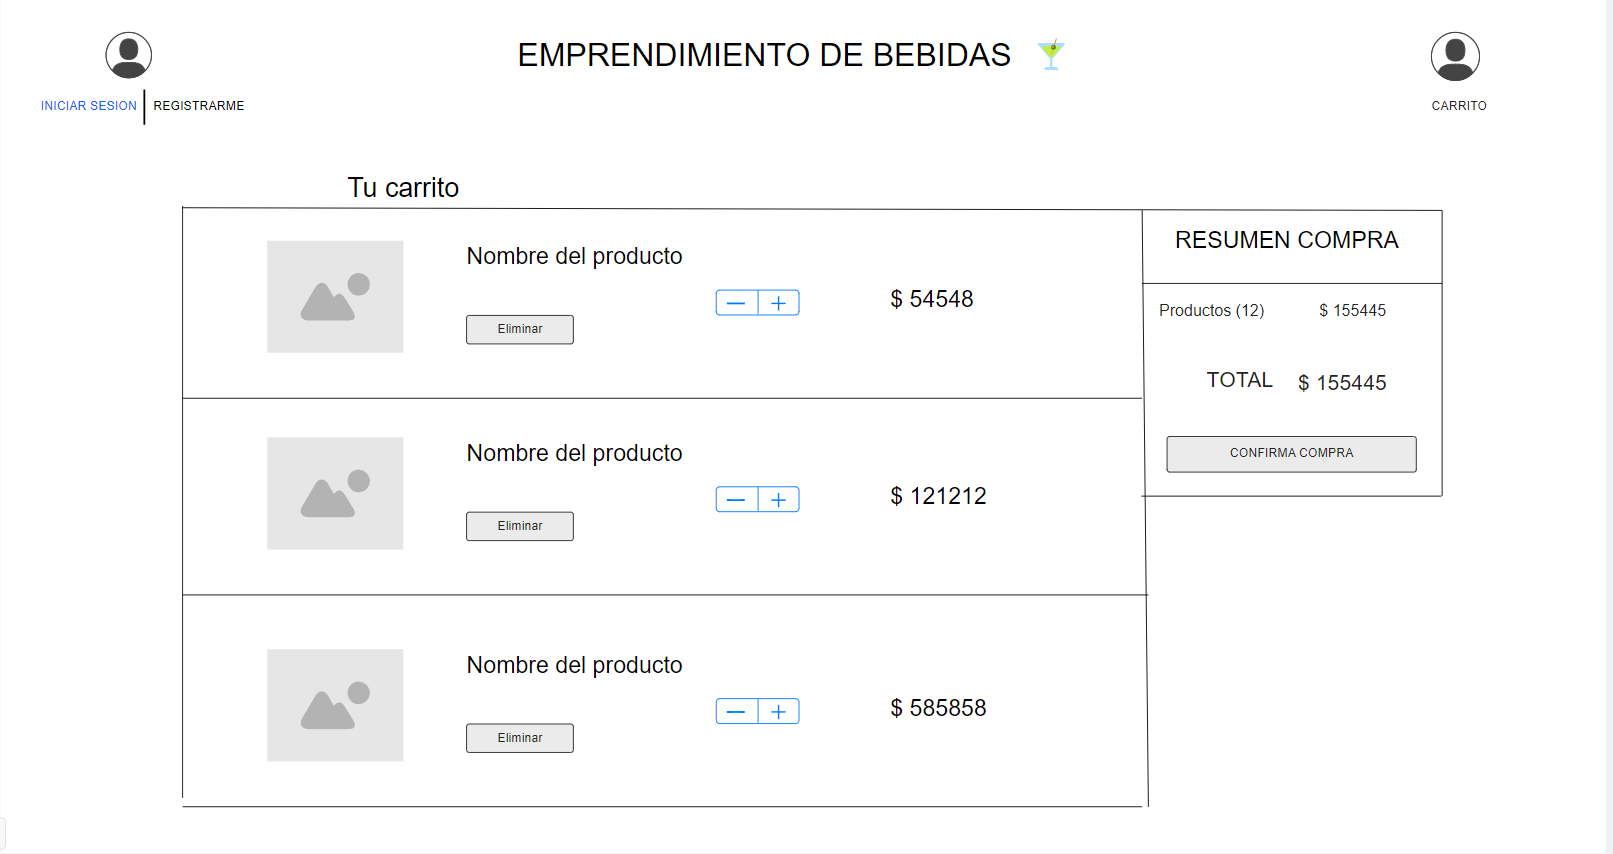 EMPRENDIMIENTO DE BEBIDAS
INICIAR SESION
REGISTRARME
CARRITO
Tu carrito
Nombre del producto
Eliminar
$ 54548
Nombre del producto
Eliminar
$ 121212
Nombre del producto
Eliminar
$ 585858
RESUMEN COMPRA
Productos (12) $ 155445
TOTAL $ 155445
CONFIRMA COMPRA